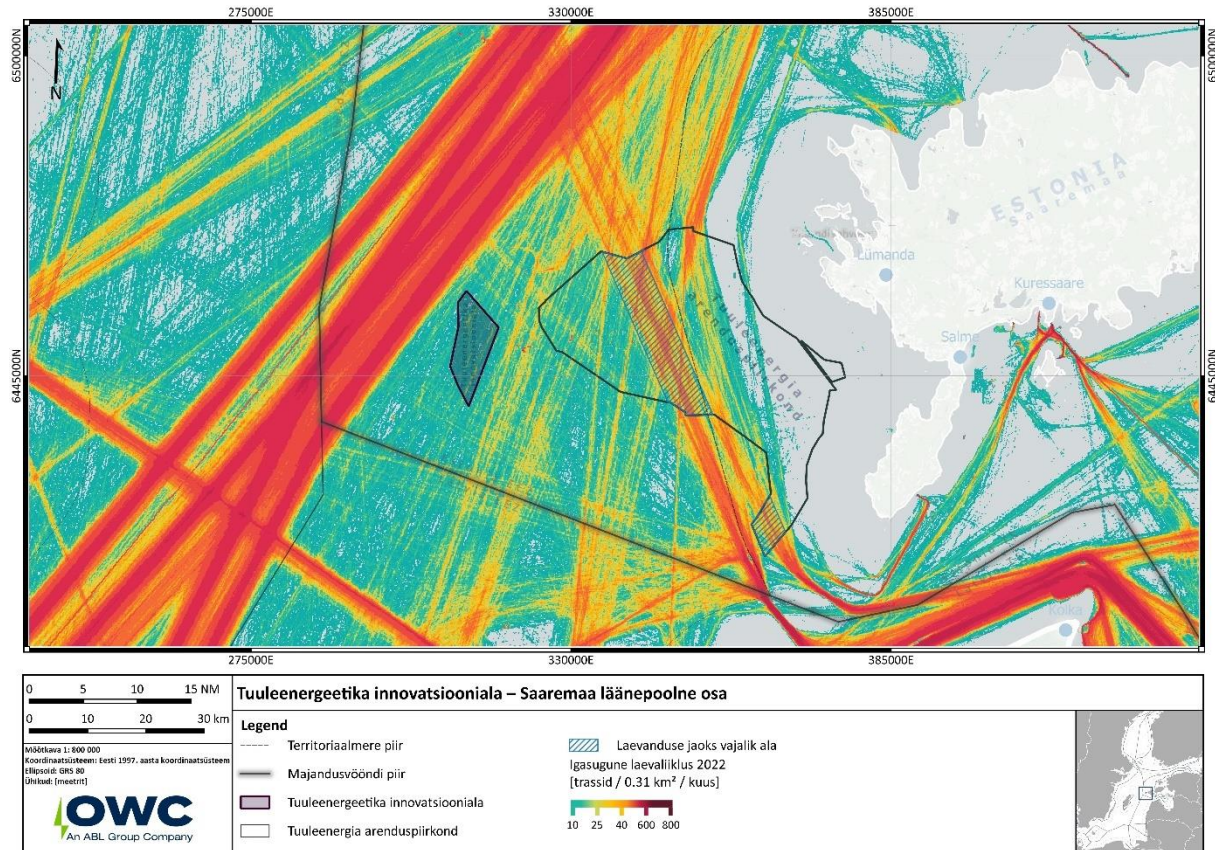 275000E 330000E 385000E
6500000N 6500000N
N
ESTONIA
Saaremaa
Lümanda
Kuressaare
Tuuleenergia
arenduspiirkond
Salme
6445000N 6445000N
Kolka
275000E 330000E 385000E
0 5 10 15 NM
0 10 20 30 km
Mõõtkava 1: 800 000
Koordinaatsüsteem: Eesti 1997. aasta koordinaatsüsteem
Ellipsoid: GRS 80
Ühikud: [meetrit]
OWC
An ABL Group Company
Tuuleenergeetika innovatsiooniala – Saaremaa läänepoolne osa
Legend
Territoriaalmere piir
Majandusvööndi piir
Tuuleenergeetika innovatsiooniala
Tuuleenergia arenduspiirkond
Laevanduse jaoks vajalik ala
Igasugune laevaliiklus 2022
[trassid / 0.31 km² / kuus]
10 25 40 600 800